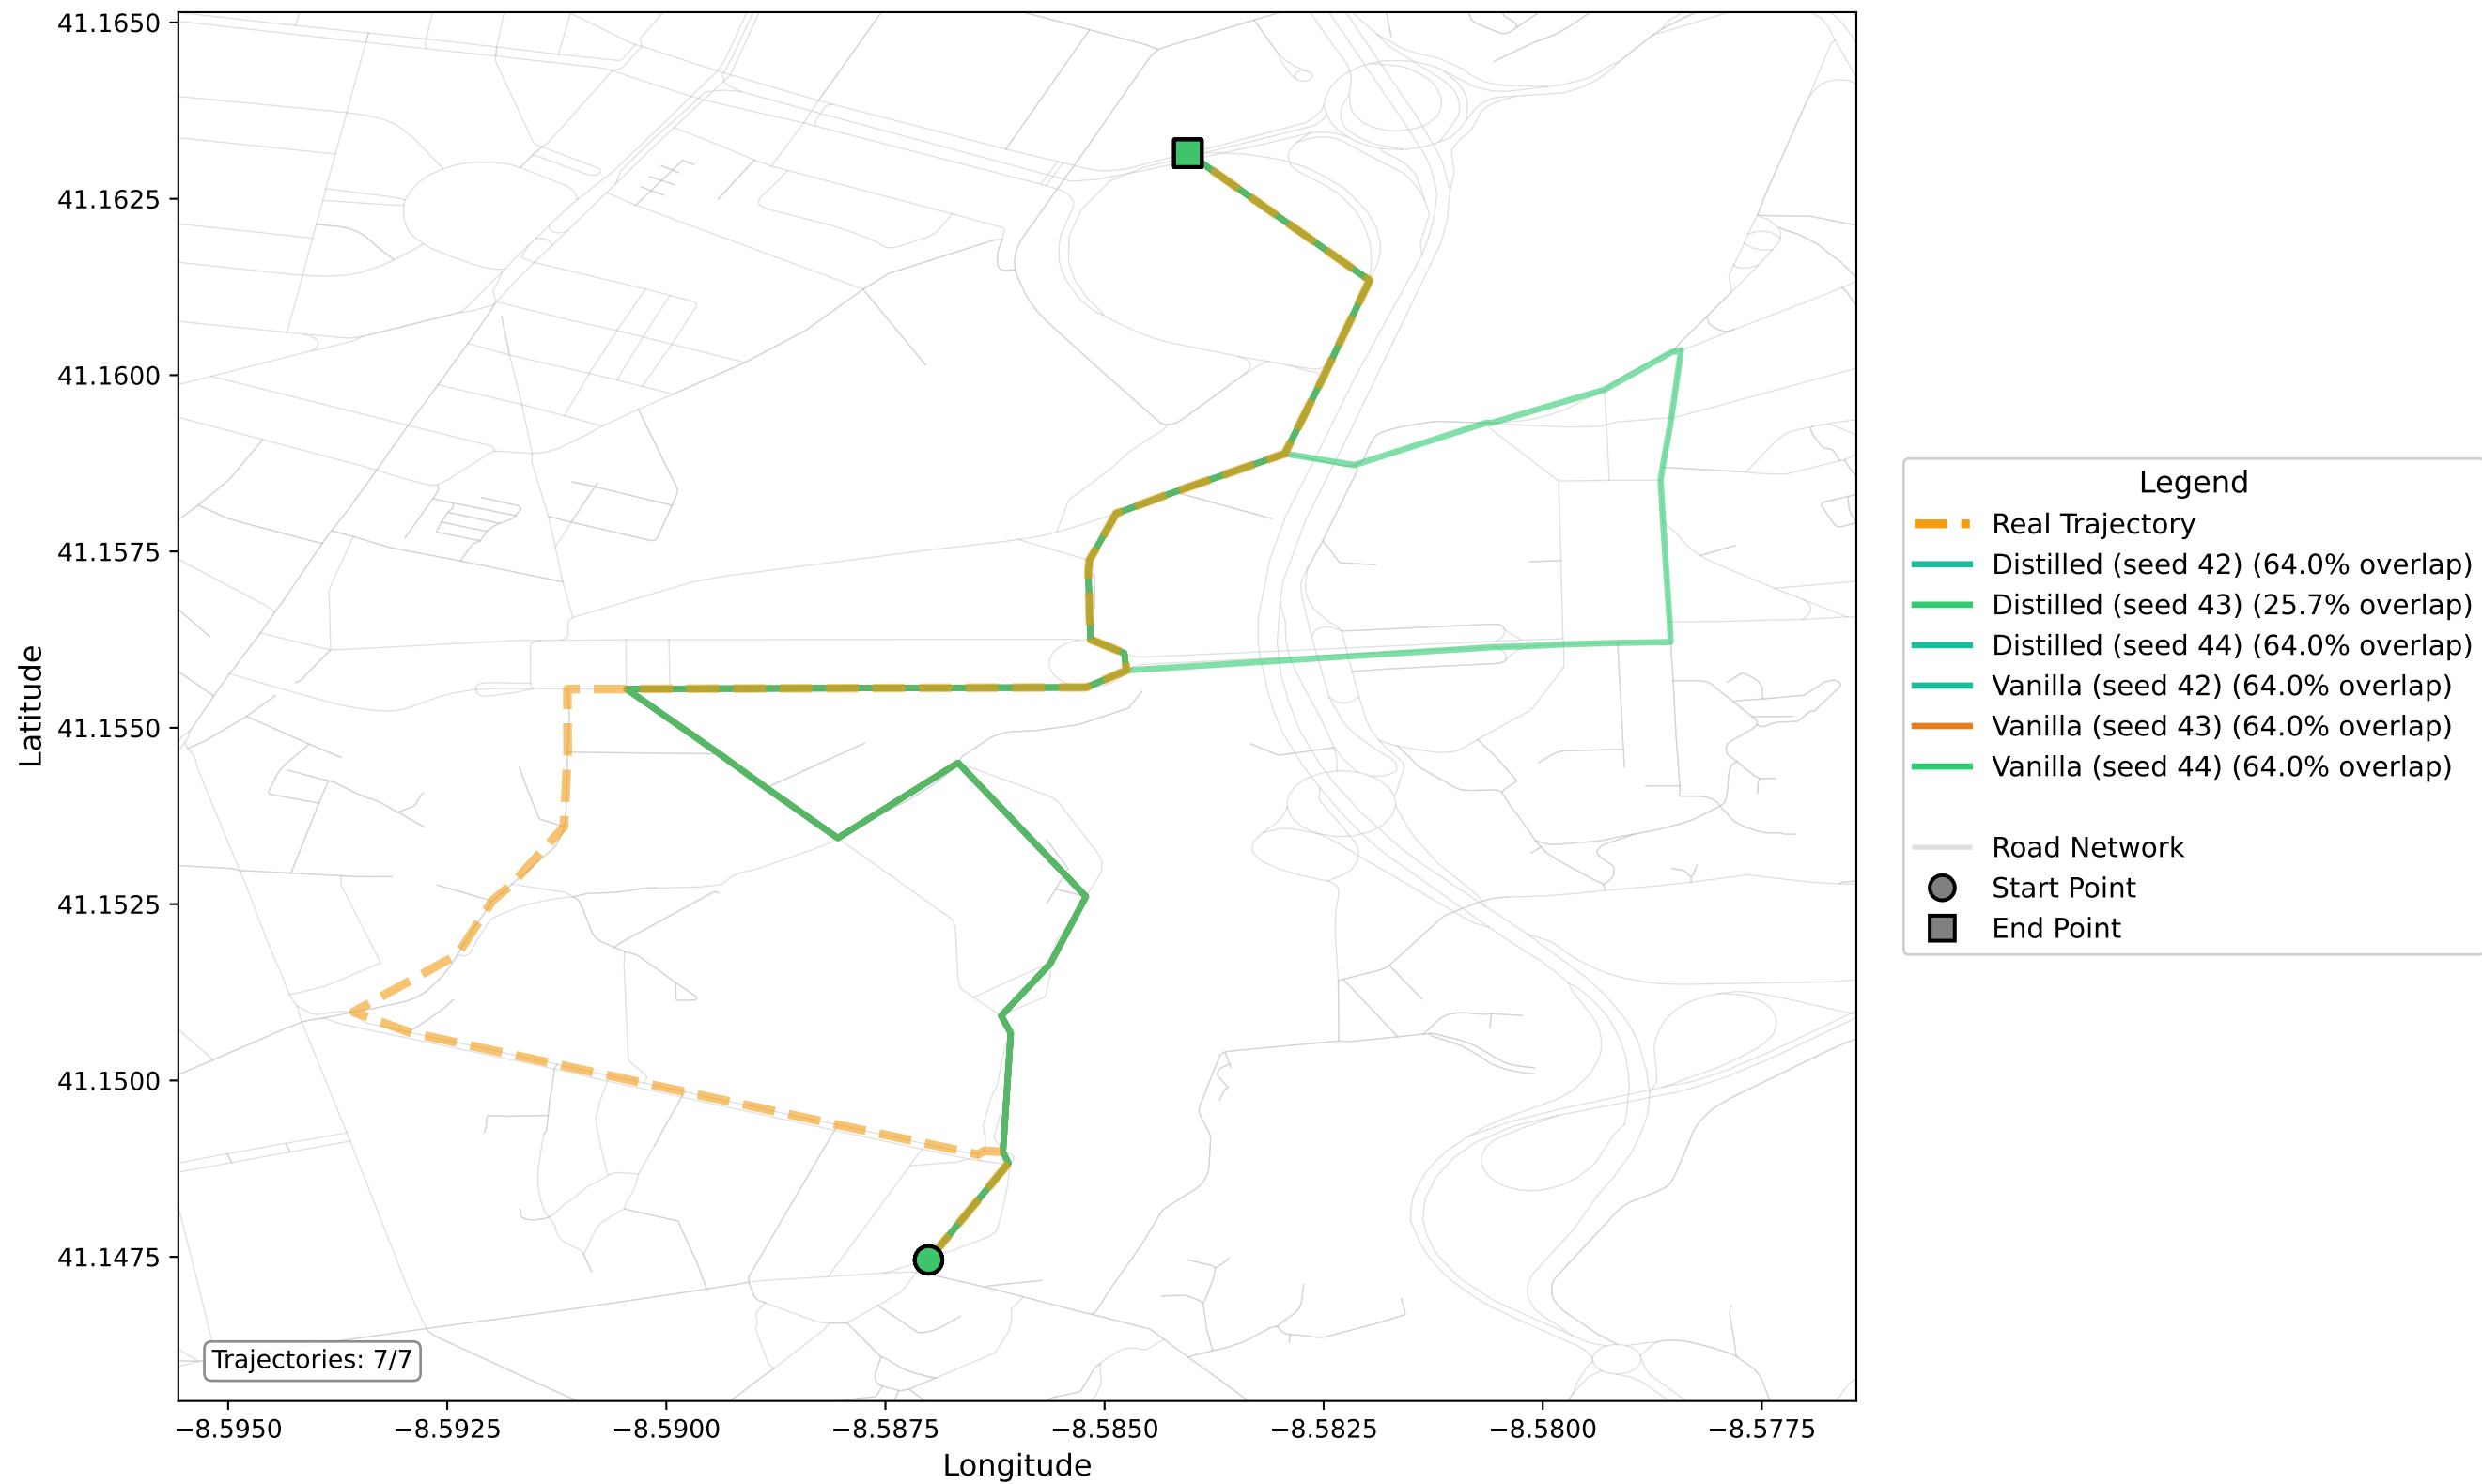 41.1650
41.1625
41.1600
41.1575
41.1550
41.1525
41.1500
41.1475
Latitude
−8.5950
−8.5925
−8.5900
−8.5875
−8.5850
−8.5825
−8.5800
−8.5775
Longitude
Trajectories: 7/7
Legend
Real Trajectory
Distilled (seed 42) (64.0% overlap)
Distilled (seed 43) (25.7% overlap)
Distilled (seed 44) (64.0% overlap)
Vanilla (seed 42) (64.0% overlap)
Vanilla (seed 43) (64.0% overlap)
Vanilla (seed 44) (64.0% overlap)
Road Network
Start Point
End Point